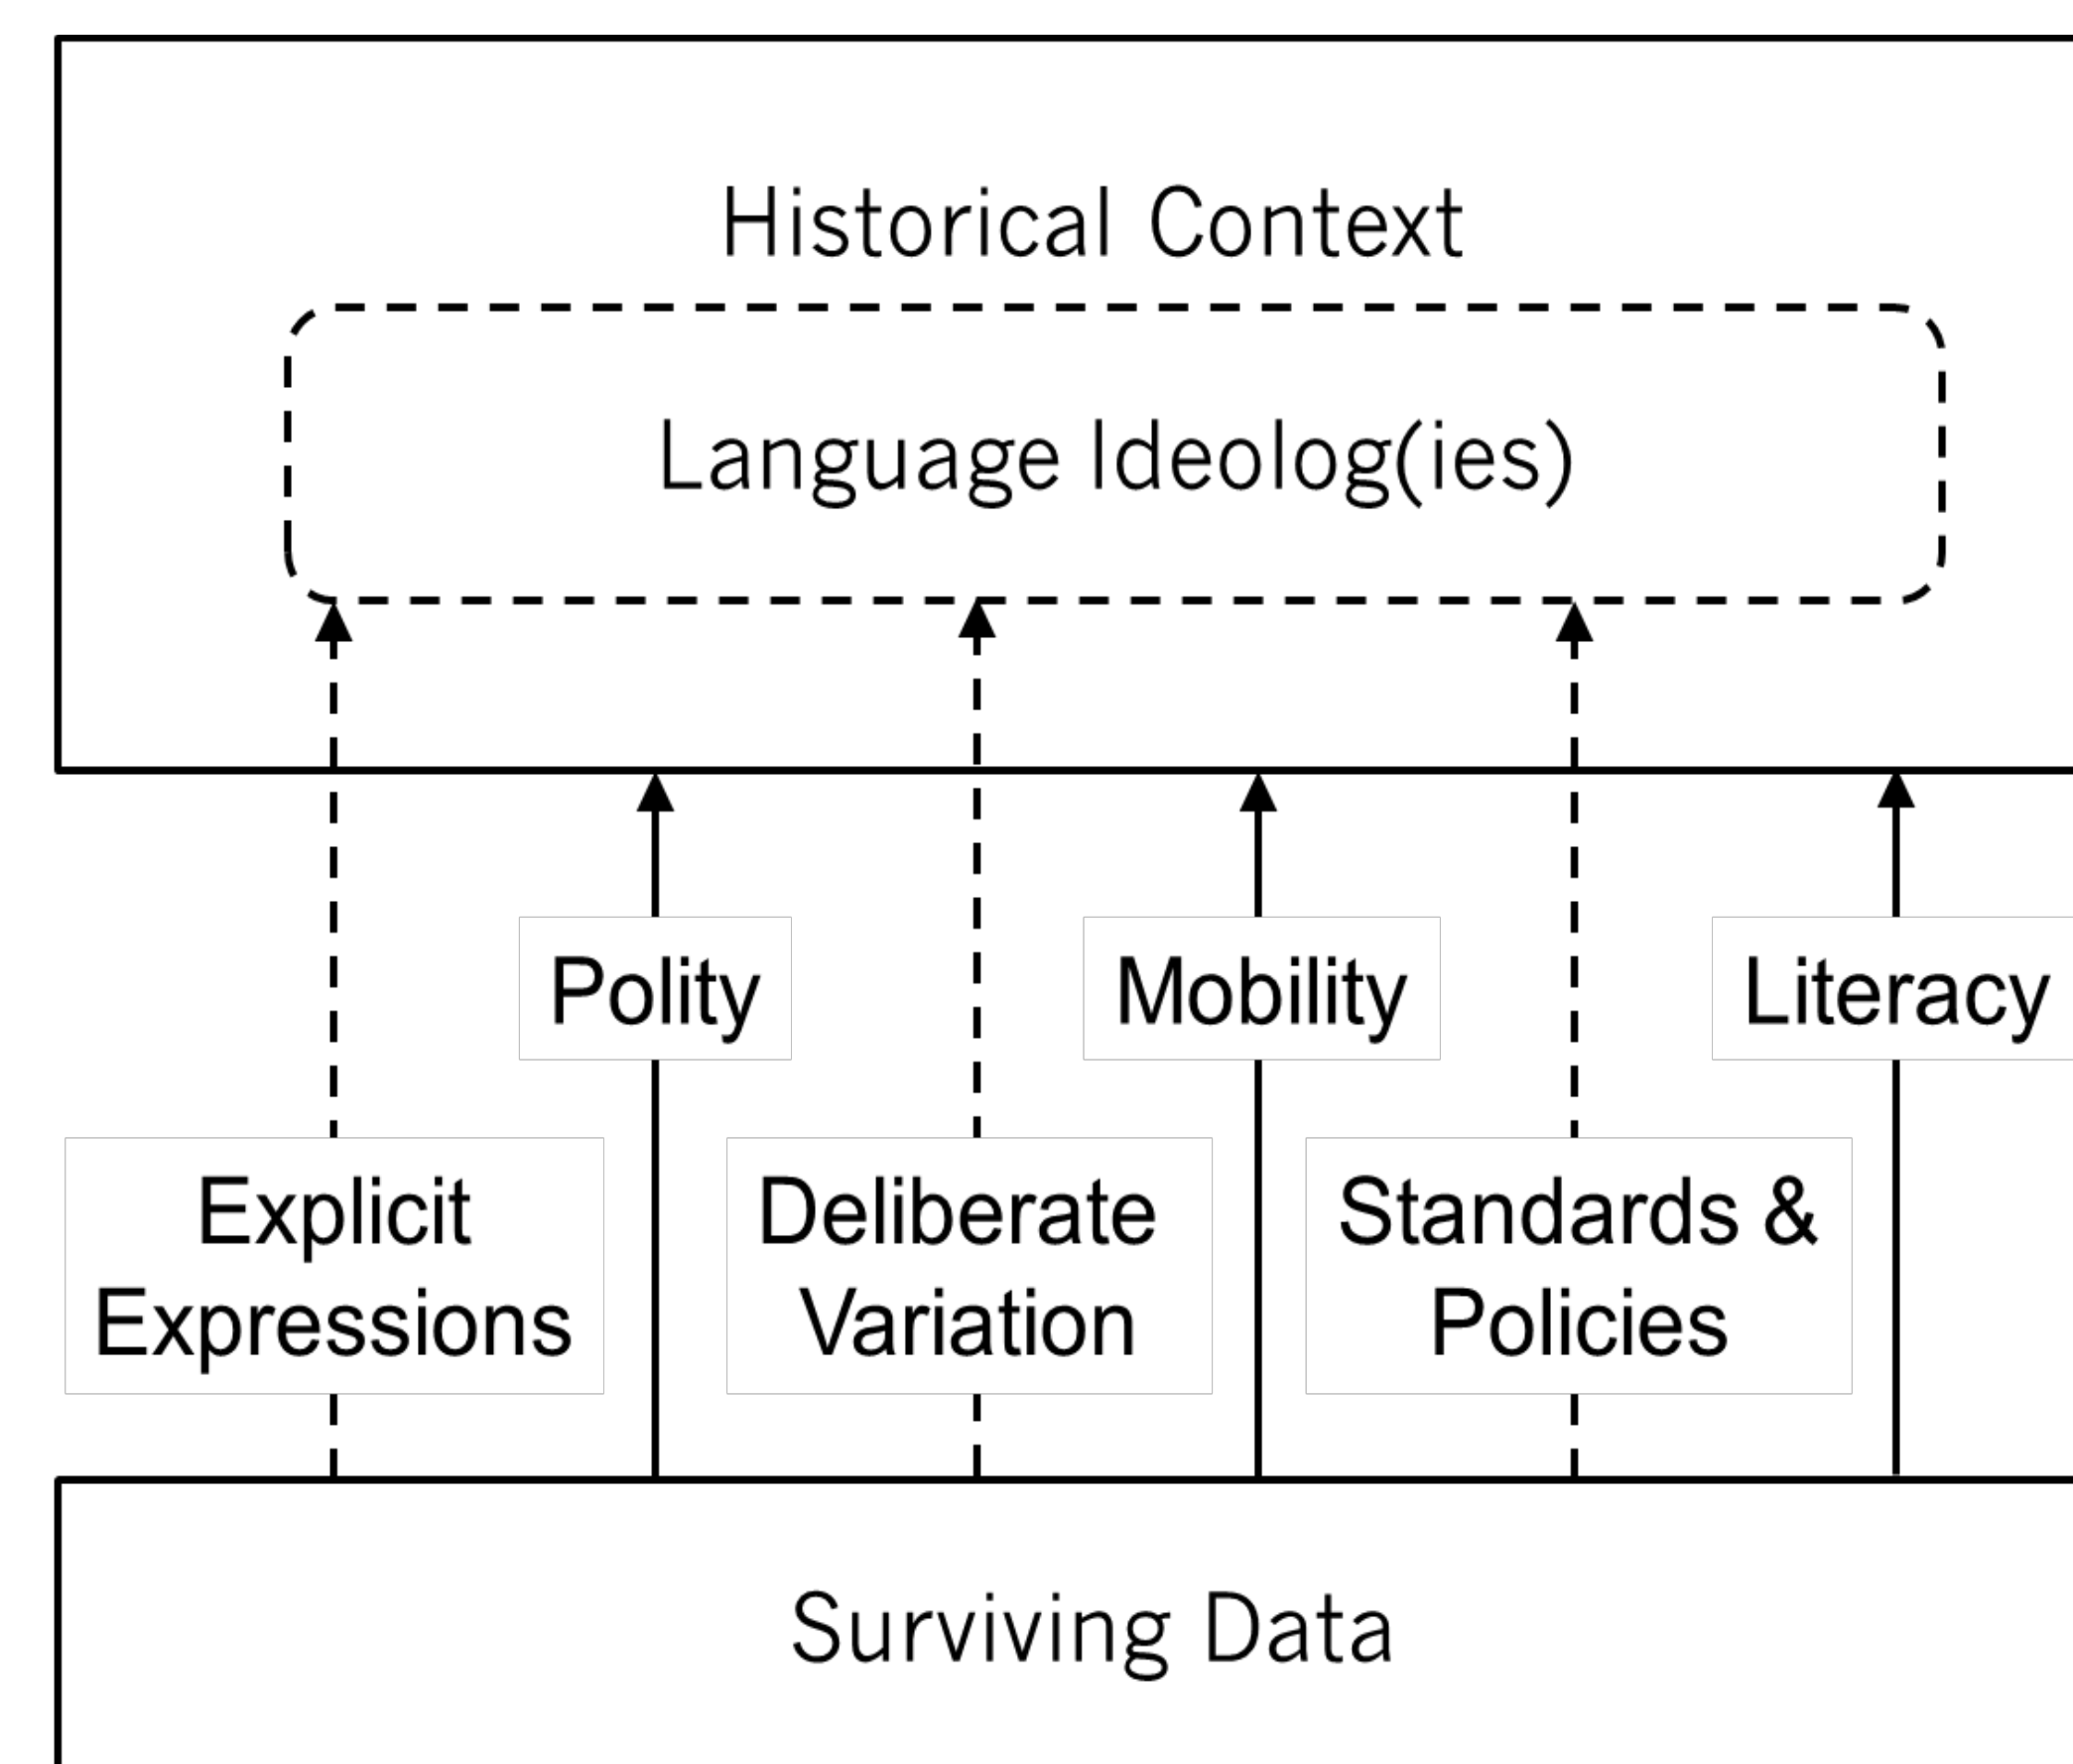 Historical Context
Language Ideolog(ies)
Polity
Mobility
Literacy
Explicit
Expressions
Deliberate
Variation
Standards &
Policies
Surviving Data